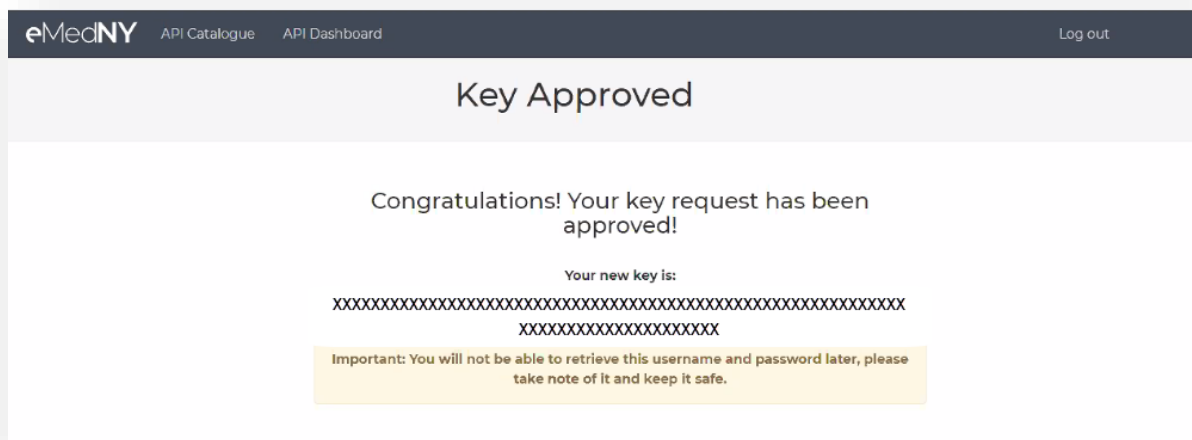 eMedNY API Catalogue API Dashboard Log out
Key Approved
Congratulations! Your key request has been
approved!
Your new key is:
XXXXXXXXXXXXXXXXXXXXXXXXXXXXXXXXXXXXXXXXXXXXXXXXXXXXXXXXXXXX
XXXXXXXXXXXXXXXXXXXXX
Important: You will not be able to retrieve this username and password later, please
take note of it and keep it safe.